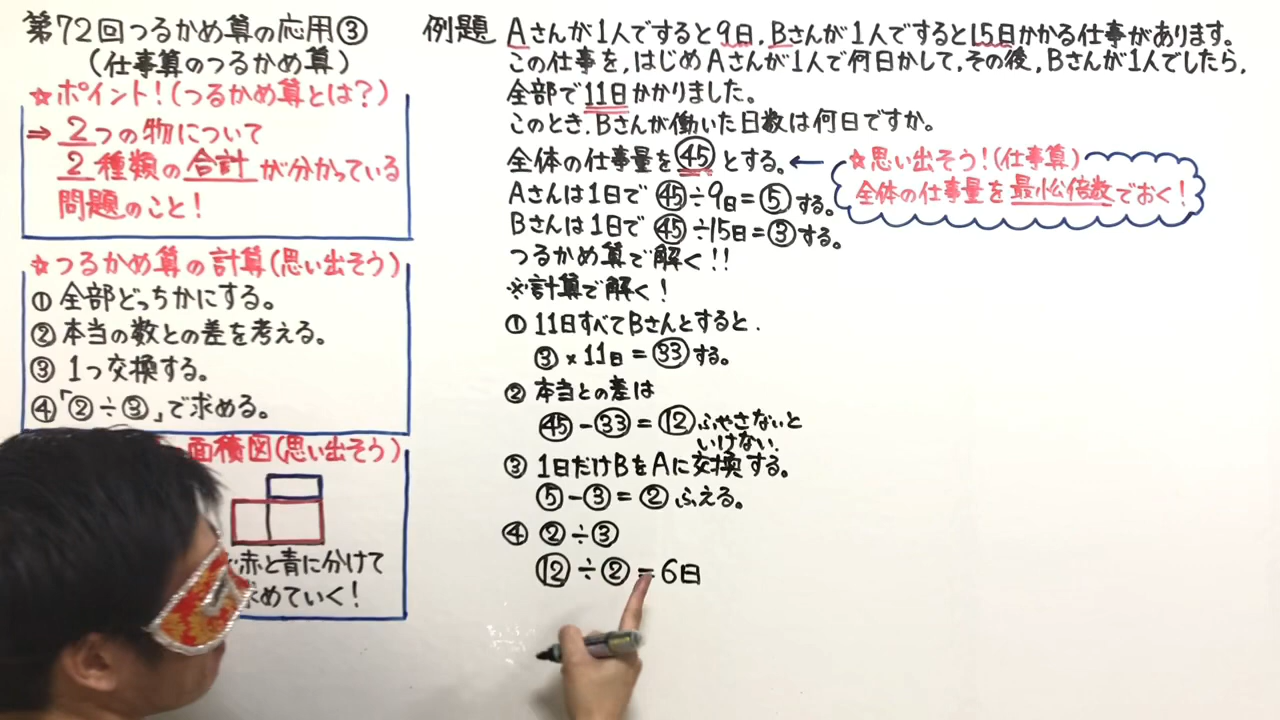 第72回つるかめ算の応用③
(仕事算のつるかめ算)
☆ポイント!(つるかめ算とは?)
⇒ 2つの物について
2種類の合計が分かっている
問題のこと!
☆つるかめ算の計算(思い出そう)
① 全部どっちかにする。
② 本当の数との差を考える。
③ 1つ交換する。
④「②÷③」で求める。
面積図(思い出そう)
赤と青に分けて
めていく!
例題 Aさんが1人ですると9日,Bさんが1人ですると15日かかる仕事があります。
この仕事を,はじめAさんが1人で何日かして,その後,Bさんが1人でしたら,
全部で11日かかりました。
このとき,Bさんが働いた日数は何日ですか。
全体の仕事量を㊺とする。←
☆思い出そう!(仕事算)
全体の仕事量を最小公倍数でおく!
Aさんは1日で ㊺÷9日=⑤する。
Bさんは1日で ㊺÷15日=③する。
つるかめ算で解く!!
※計算で解く!
① 11日すべてBさんとすると.
③×11日=㉝する。
② 本当との差は
㊺-㉝=⑫ふやさないと
いけない.
③ 1日だけBをAに交換する。
⑤-③=②ふえる。
④ ②÷③
⑫÷②=6日